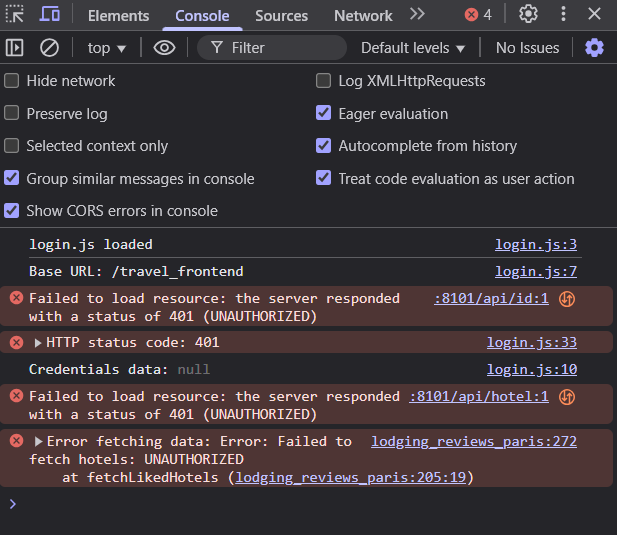 Elements Console Sources Network 4
top Filter Default levels No Issues
Hide network Log XMLHttpRequests
Preserve log Eager evaluation
Selected context only Autocomplete from history
Group similar messages in console Treat code evaluation as user action
Show CORS errors in console
login.js loaded login.js:3
Base URL: /travel_frontend login.js:7
Failed to load resource: the server responded :8101/api/id:1
with a status of 401 (UNAUTHORIZED)
HTTP status code: 401 login.js:33
Credentials data: null login.js:10
Failed to load resource: the server responded :8101/api/hotel:1
with a status of 401 (UNAUTHORIZED)
Error fetching data: Error: Failed to lodging_reviews_paris:272
fetch hotels: UNAUTHORIZED
at fetchLikedHotels (lodging_reviews_paris:205:19)